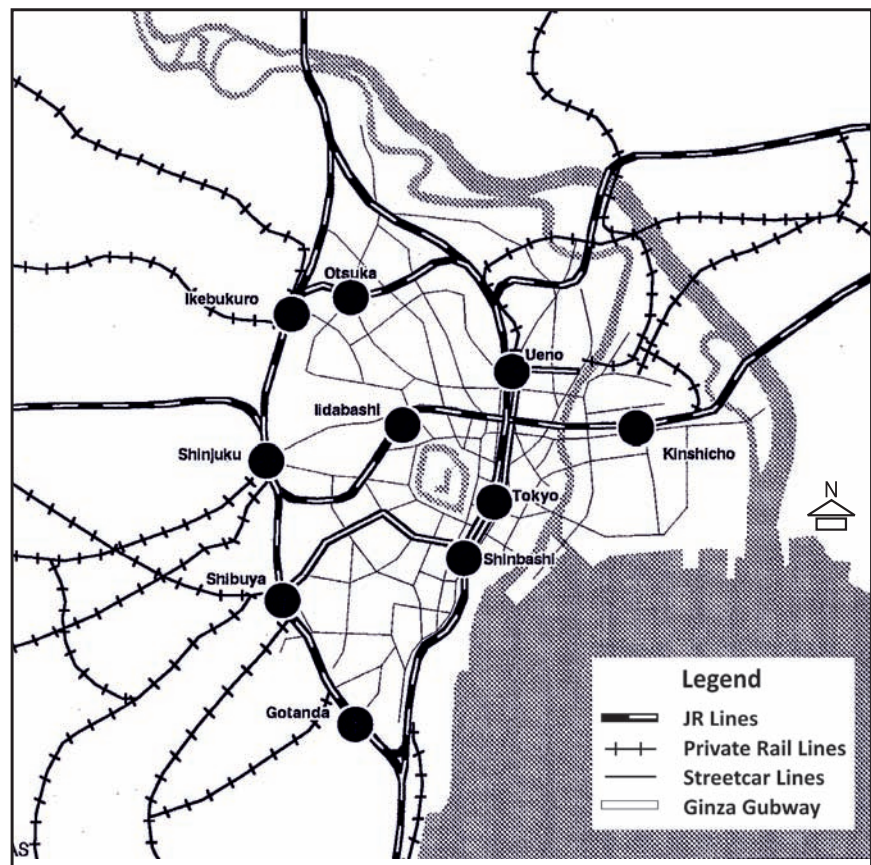 Otsuka
Ikebukuro
Ueno
Iidabashi
Shinjuku
Kinshicho
Tokyo
N
Shinbashi
Shibuya
Gotanda
Legend
JR Lines
Private Rail Lines
Streetcar Lines
Ginza Gubway
AS